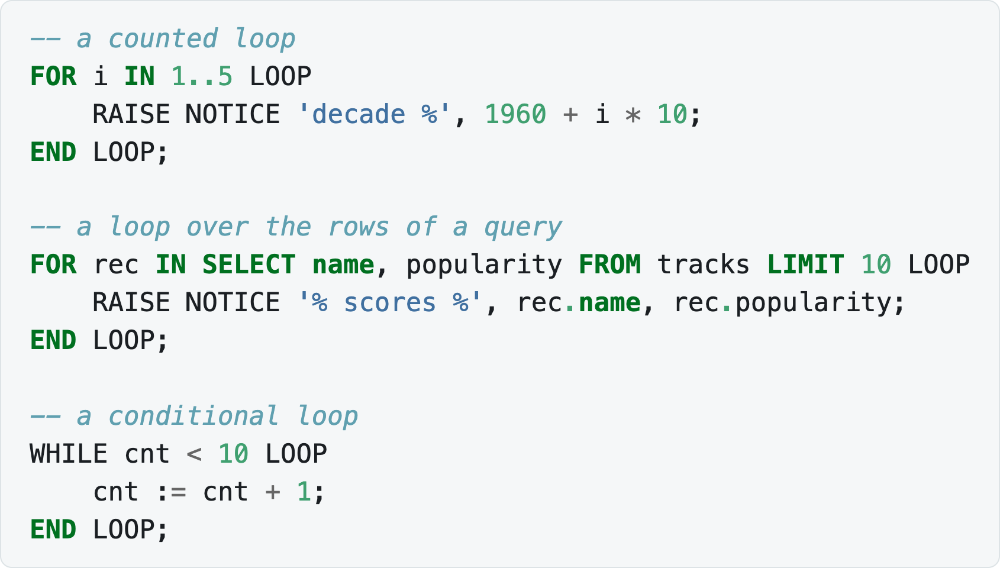 -- a counted loop
FOR i IN 1..5 LOOP
    RAISE NOTICE 'decade %', 1960 + i * 10;
END LOOP;

-- a loop over the rows of a query
FOR rec IN SELECT name, popularity FROM tracks LIMIT 10 LOOP
    RAISE NOTICE '% scores %', rec.name, rec.popularity;
END LOOP;

-- a conditional loop
WHILE cnt < 10 LOOP
    cnt := cnt + 1;
END LOOP;